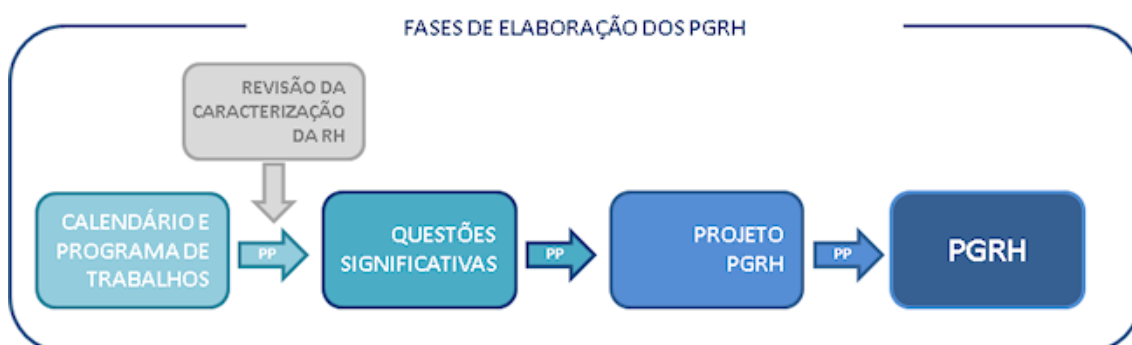 FASES DE ELABORAÇÃO DOS PGRH
REVISÃO DA
CARACTERIZAÇÃO
DA RH
CALENDÁRIO E
PROGRAMA DE
TRABALHOS
PP
QUESTÕES
SIGNIFICATIVAS
PP
PROJETO
PGRH
PP
PGRH